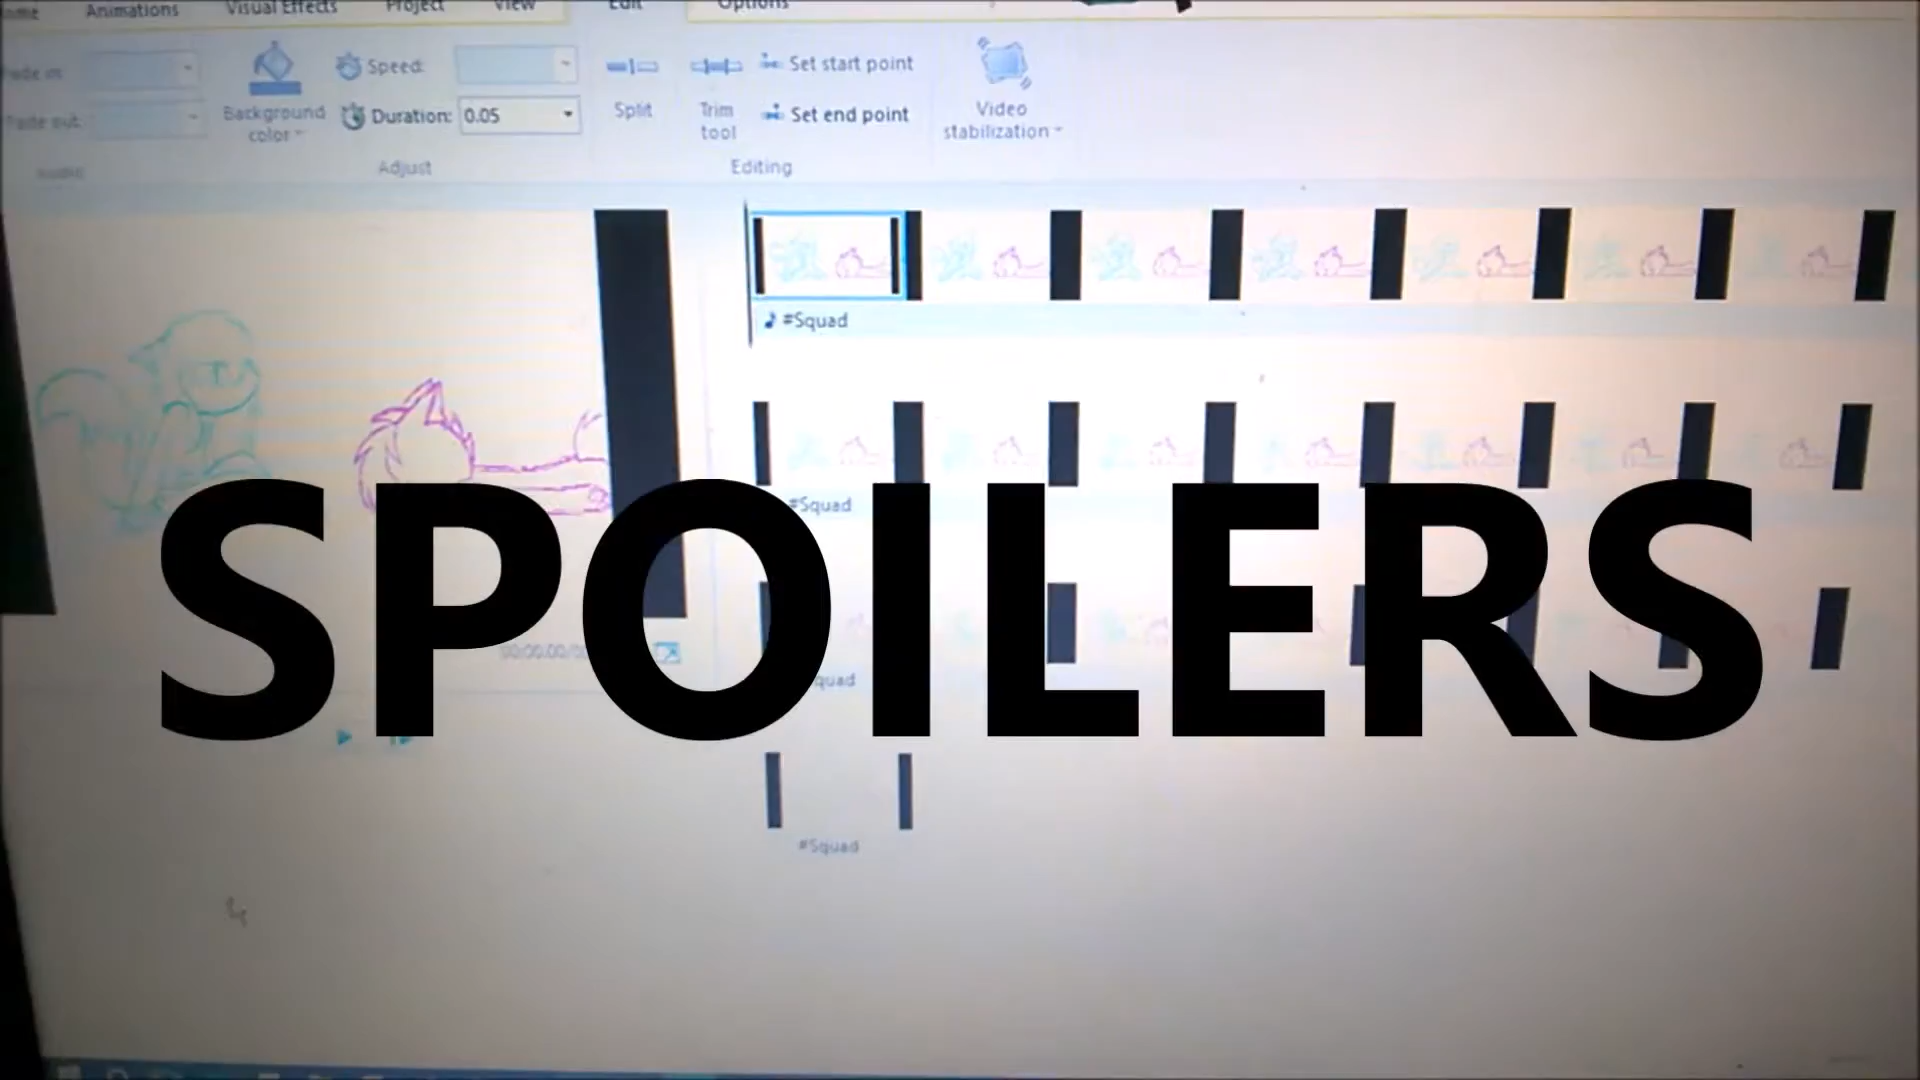 Animations Visual Effects Project View Edit Options
Speed:
Set start point
Background color
Duration: 0.05
Split
Trim tool
Set end point
Video stabilization
Adjust
Editing
#Squad
#Squad
SPOILERS
#Squad